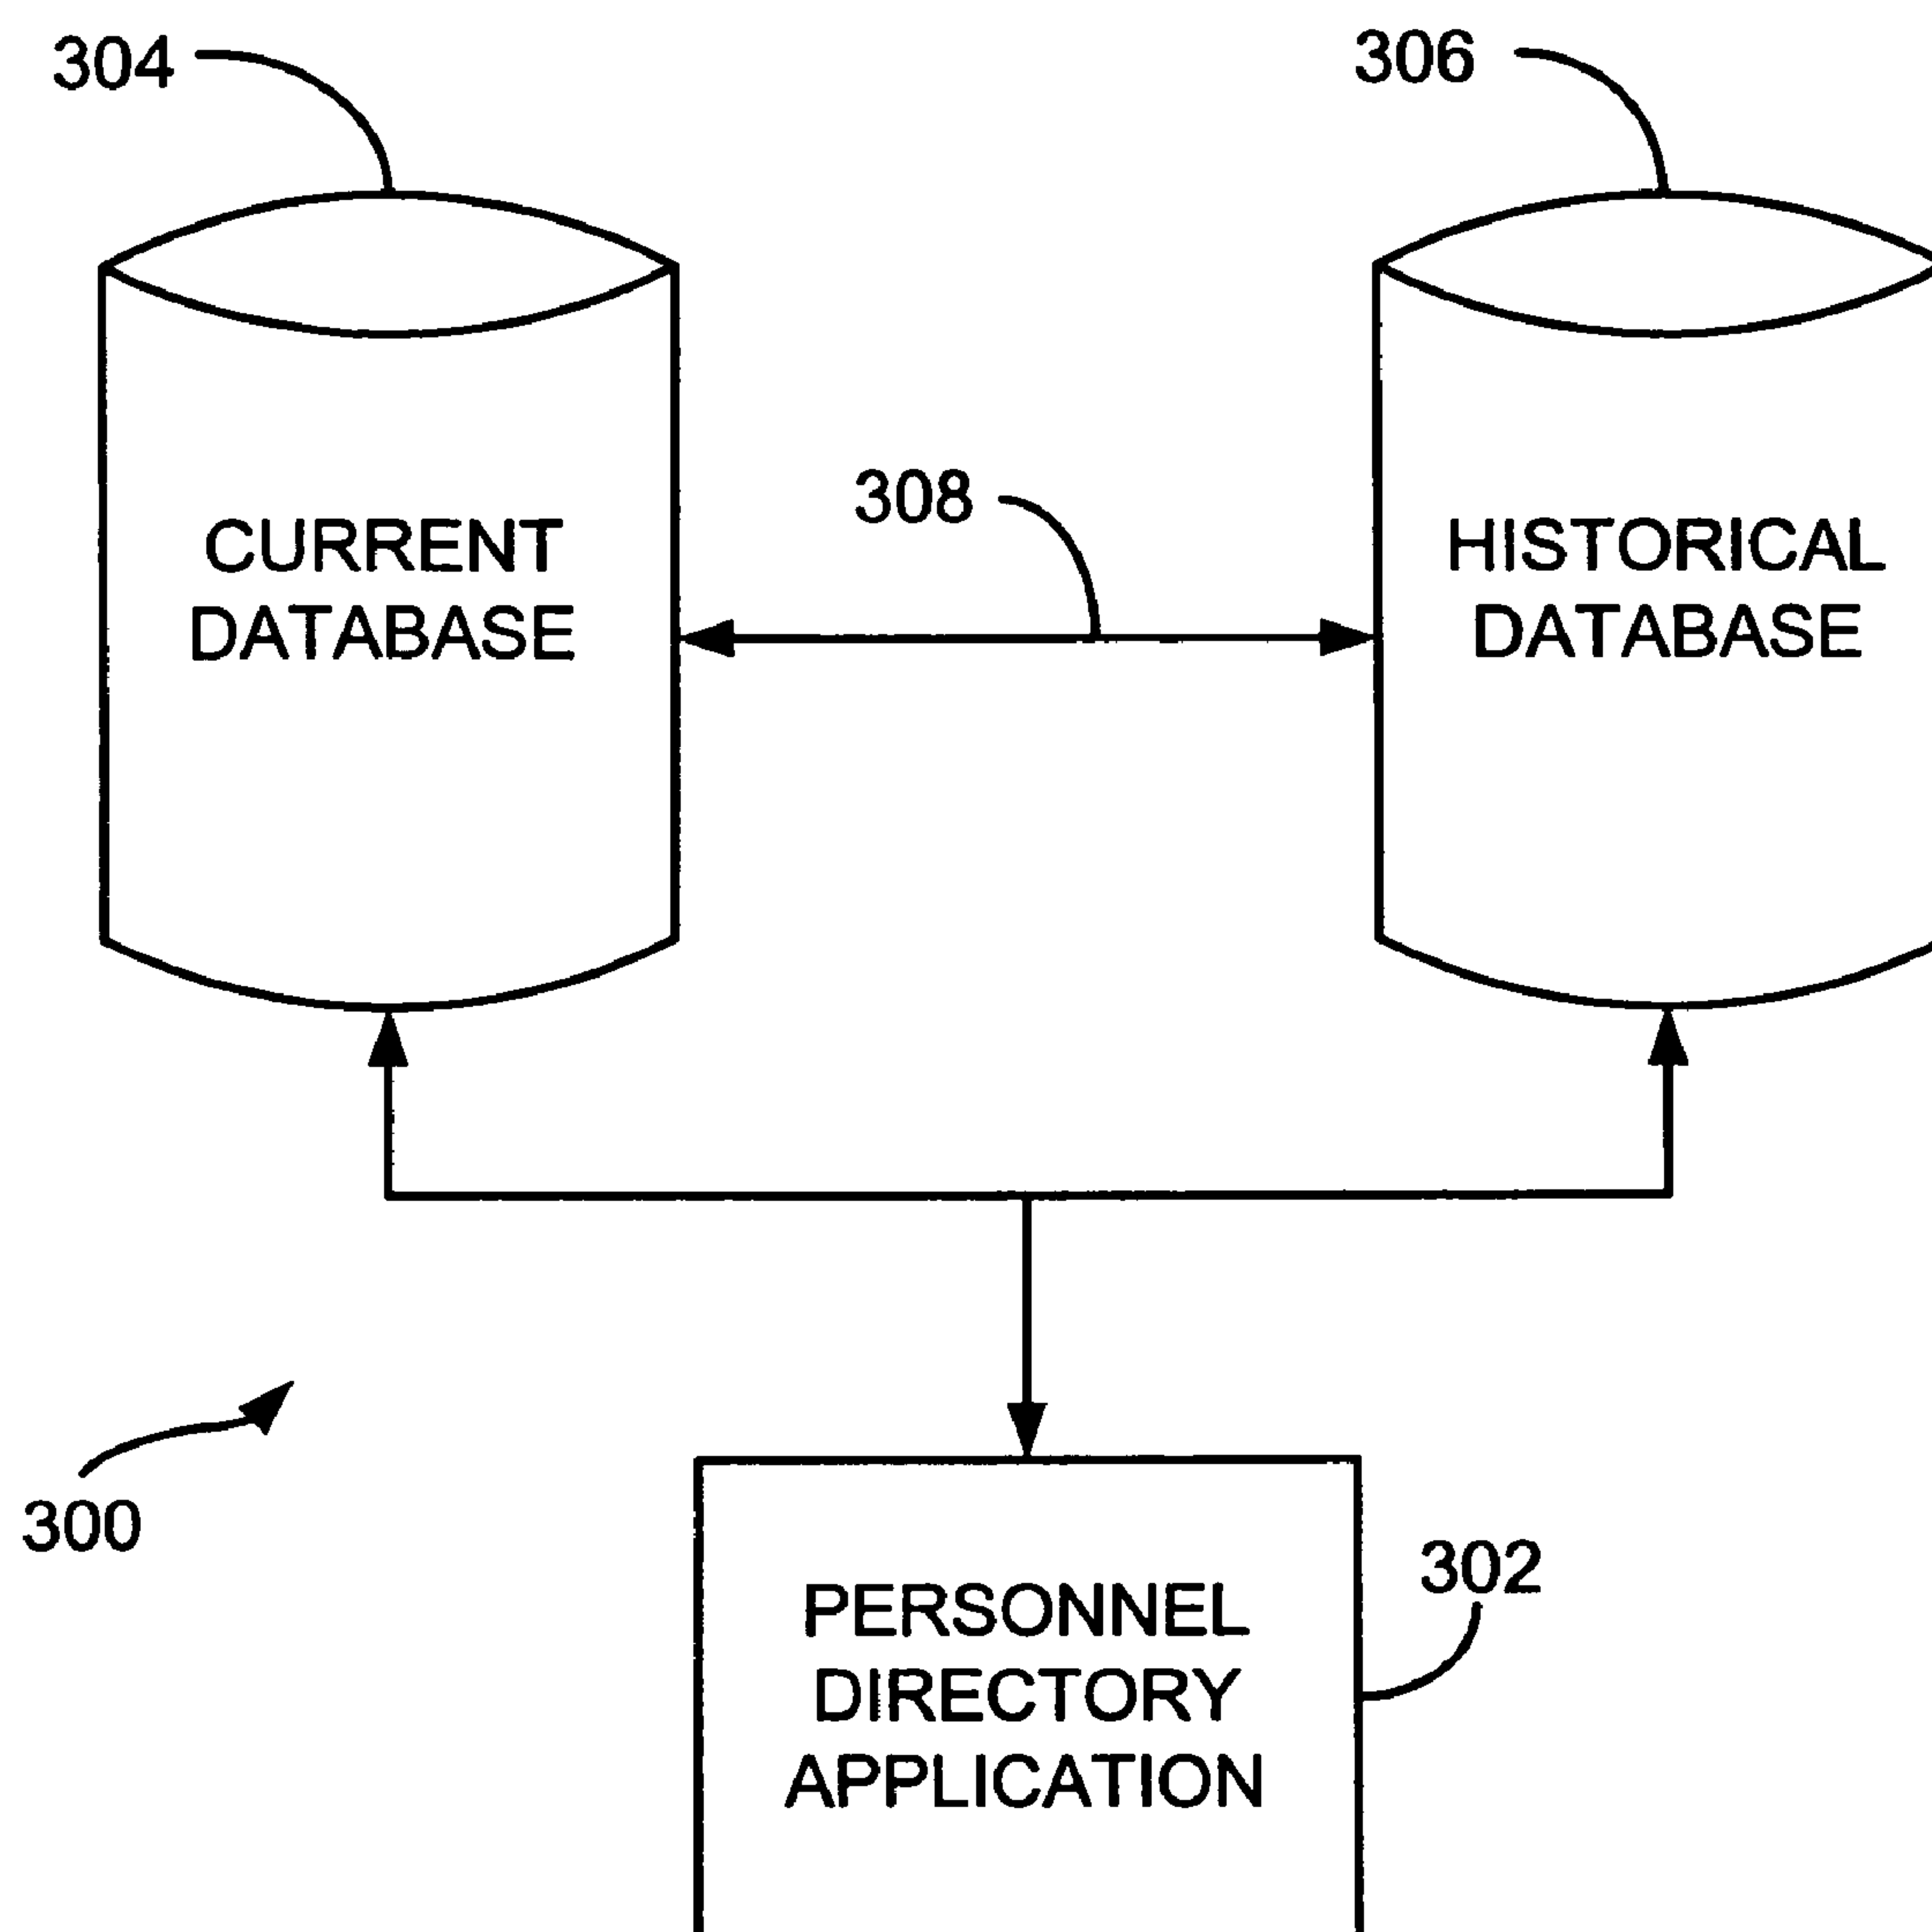 304
306
308
CURRENT
DATABASE
HISTORICAL
DATABASE
300
302
PERSONNEL
DIRECTORY
APPLICATION